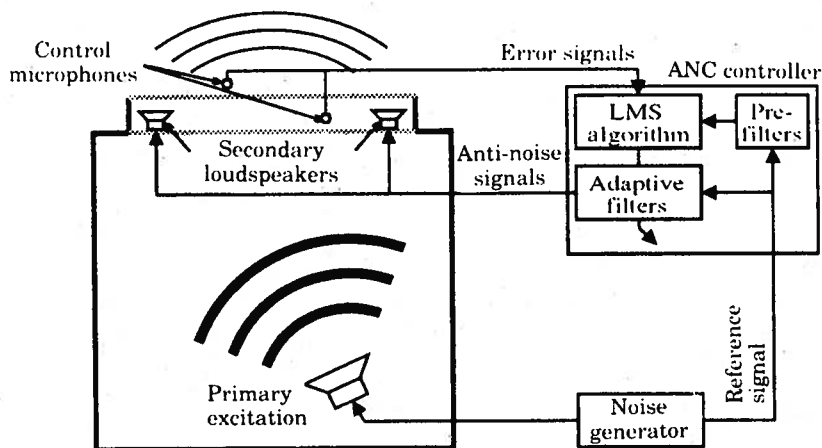 Control
microphones
Error signals
ANC controller
LMS
algorithm
Pre-
filters
Secondary
loudspeakers
Anti-noise
signals
Adaptive
filters
Reference
signal
Primary
excitation
Noise
generator